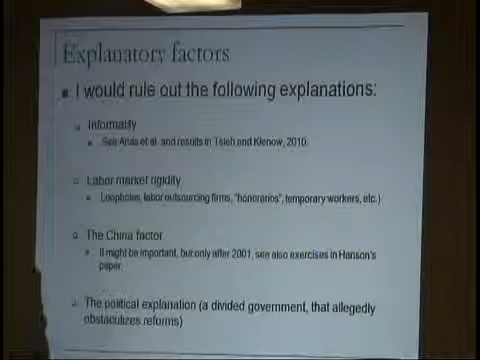 Explanatory factors
I would rule out the following explanations:
Informality
See Arias et al. and results in Tsieh and Klenow, 2010.
Labor market rigidity
Loopholes, labor outsourcing firms, "honorarios", temporary workers, etc.)
The China factor
It might be important, but only after 2001, see also exercises in Hanson's
paper.
The political explanation (a divided government, that allegedly
obstaculizes reforms)